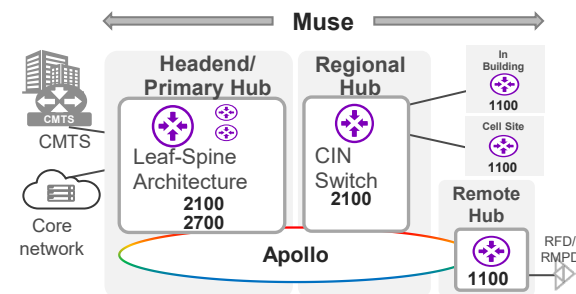 Muse
Headend/
Primary Hub
Regional
Hub
In
Building
1100
CMTS
CMTS
Leaf-Spine
Architecture
2100
2700
CIN
Switch
2100
Cell Site
1100
Core
network
Apollo
Remote
Hub
1100
RFD/
RMPD